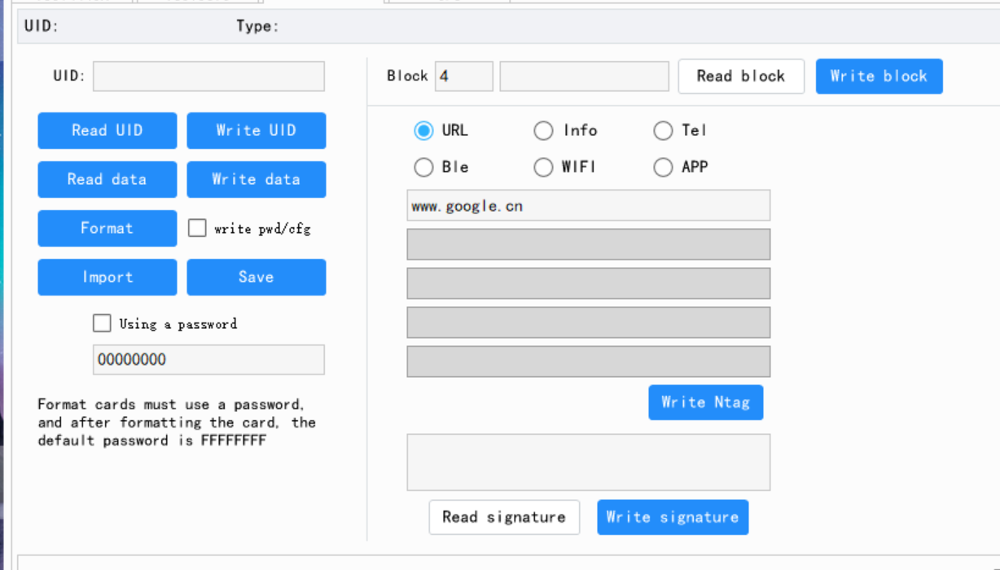 UID: Type:
UID:
Block 4 Read block Write block
Read UID Write UID
URL Info Tel
Ble WIFI APP
Read data Write data
www.google.cn
Format write pwd/cfg
Import Save
Using a password
00000000
Format cards must use a password,
and after formatting the card, the
default password is FFFFFFFF
Write Ntag
Read signature Write signature